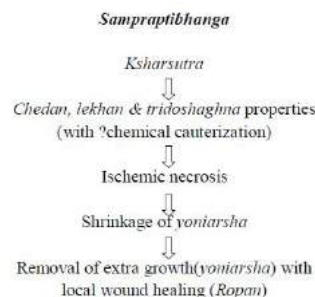 Sampraptibhanga
Ksharsutra
Chedan, lekhan & tridoshaghna properties
(with ?chemical cauterization)
Ischemic necrosis
Shrinkage of yoniarsha
Removal of extra growth(yoniarsha) with
local wound healing (Ropan)